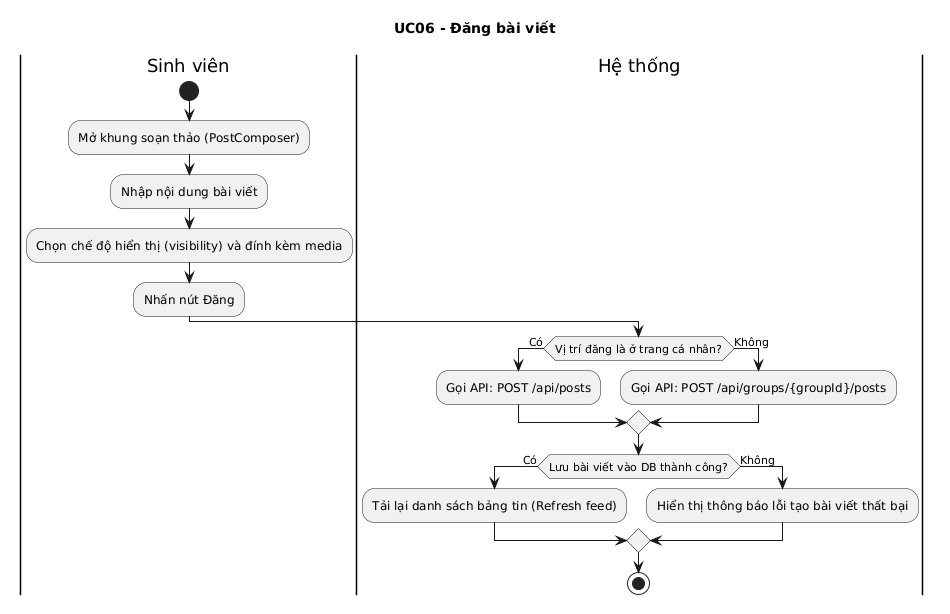 UC06 - Đăng bài viết
Sinh viên
Hệ thống
Mở khung soạn thảo (PostComposer)
Nhập nội dung bài viết
Chọn chế độ hiển thị (visibility) và đính kèm media
Nhấn nút Đăng
Vị trí đăng là ở trang cá nhân?
Có
Không
Gọi API: POST /api/posts
Gọi API: POST /api/groups/{groupId}/posts
Lưu bài viết vào DB thành công?
Có
Không
Tải lại danh sách bảng tin (Refresh feed)
Hiển thị thông báo lỗi tạo bài viết thất bại